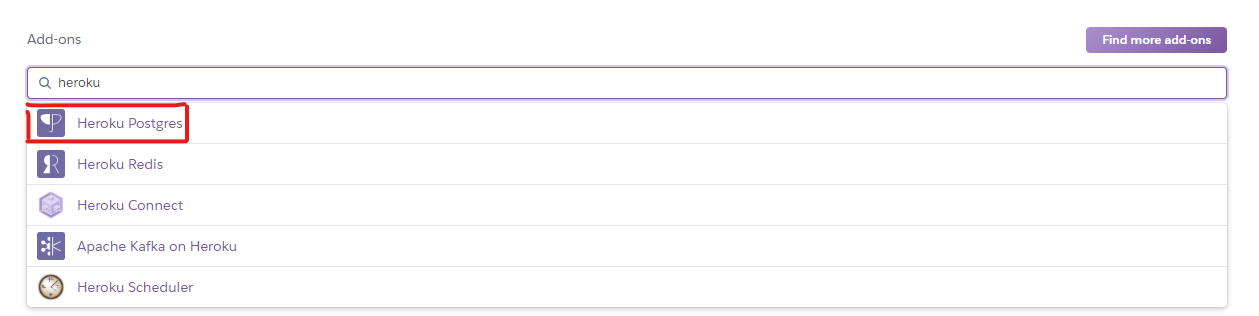 Add-ons
Find more add-ons
heroku
Heroku Postgres
Heroku Redis
Heroku Connect
Apache Kafka on Heroku
Heroku Scheduler